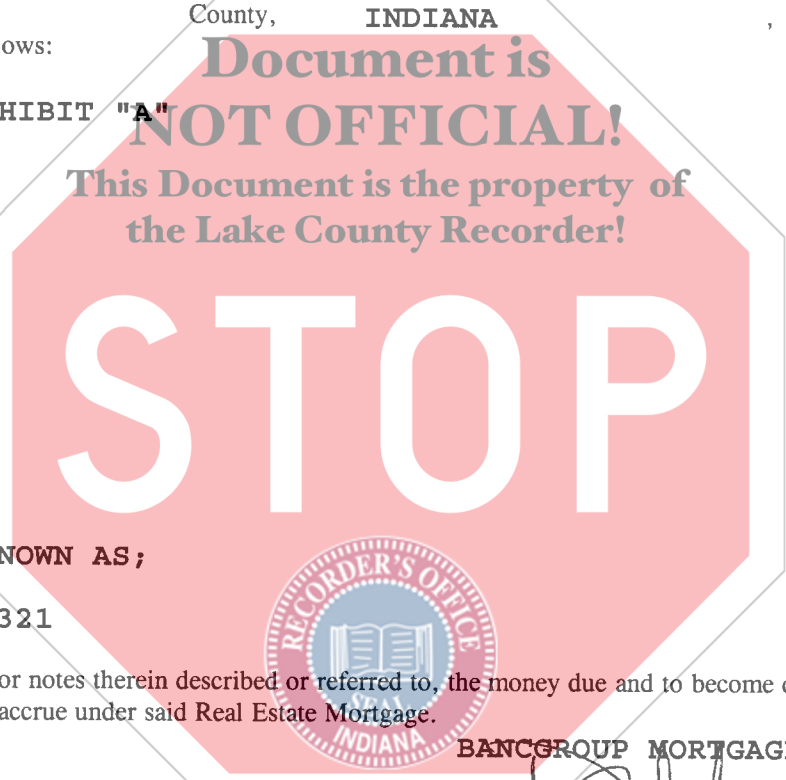 County, INDIANA ,
ows:
Document is
HIBIT "A"
NOT OFFICIAL!
This Document is the property of
the Lake County Recorder!
STOP
NOWN AS;
RECORDER'S OFFICE
321
or notes therein described or referred to, the money due and to become
SEAL
accrue under said Real Estate Mortgage.
INDIANA
BANCGROUP MORTGAGE